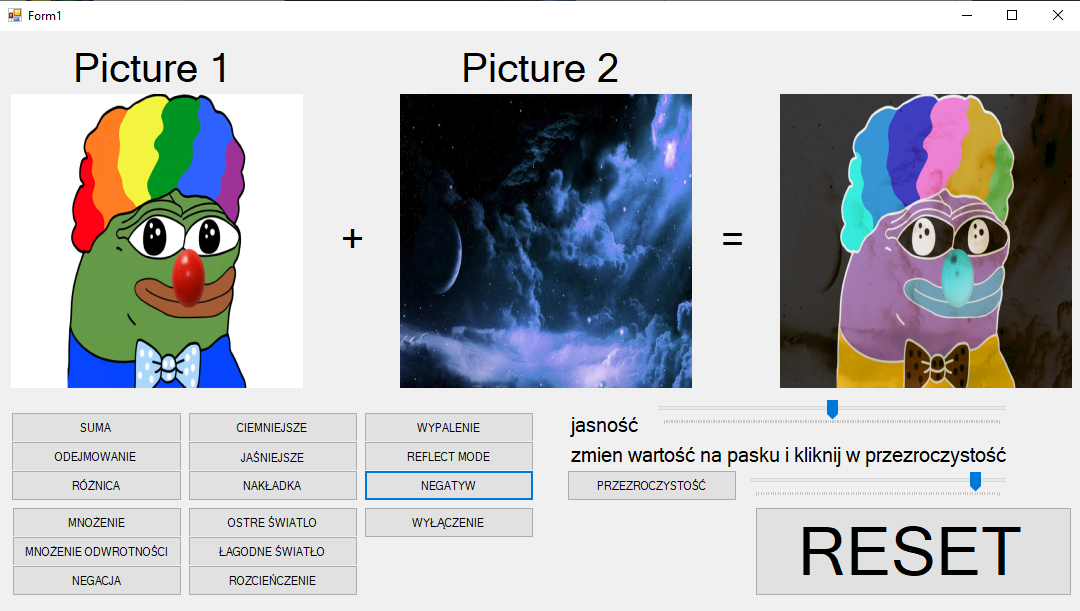 Form1
Picture 1
Picture 2
+
=
SUMA
CIEMNIEJSZE
WYPALENIE
jasność
ODEJMOWANIE
JAŚNIEJSZE
REFLECT MODE
zmien wartość na pasku i kliknij w przezroczystość
RÓŻNICA
NAKŁADKA
NEGATYW
PRZEZROCZYSTOŚĆ
MNOŻENIE
OSTRE ŚWIATLO
WYŁĄCZENIE
MNOŻENIE ODWROTNOŚCI
ŁAGODNE ŚWIATŁO
RESET
NEGACJA
ROZCIEŃCZENIE